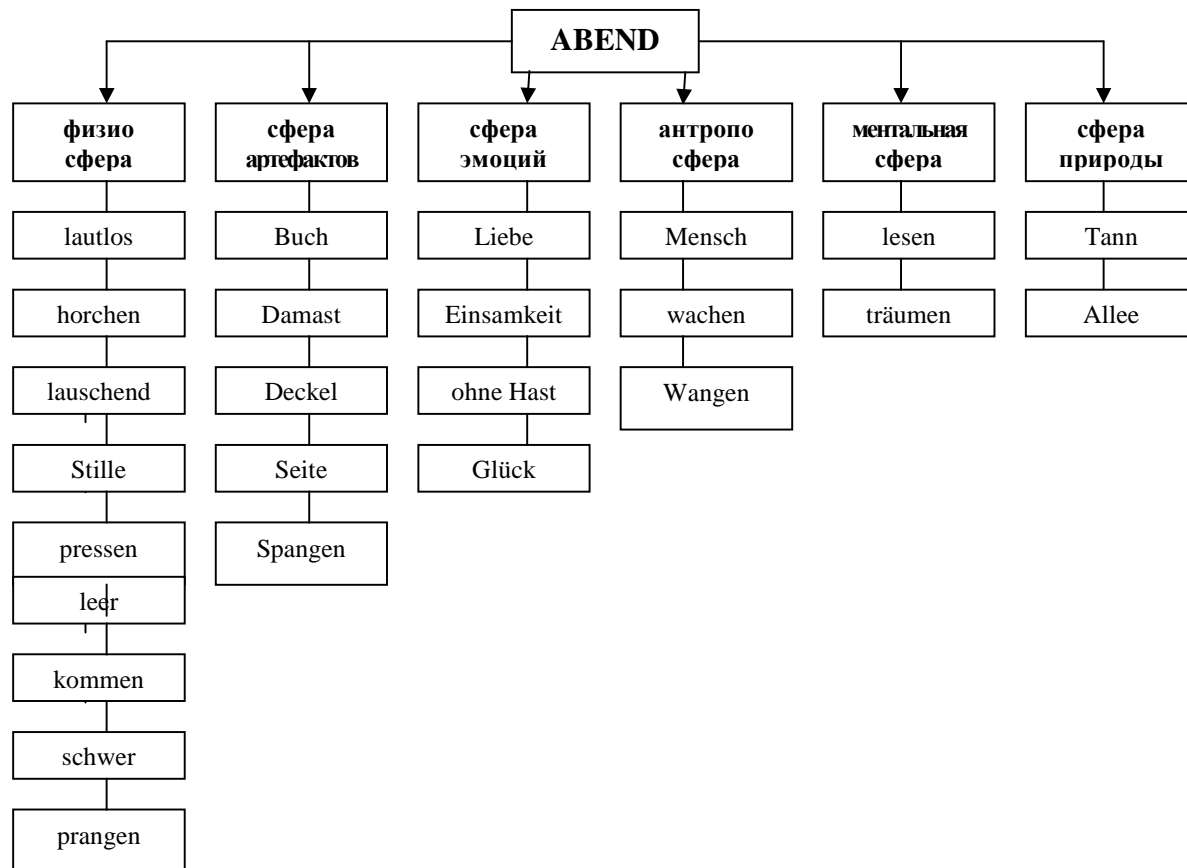 ABEND
физио
сфера
lautlos
horchen
lauschend
Stille
pressen
leer
kommen
schwer
prangen
сфера
артефактов
Buch
Damast
Deckel
Seite
Spangen
сфера
эмоций
Liebe
Einsamkeit
ohne Hast
Glück
антропо
сфера
Mensch
wachen
Wangen
ментальная
сфера
lesen
träumen
сфера
природы
Tann
Allee